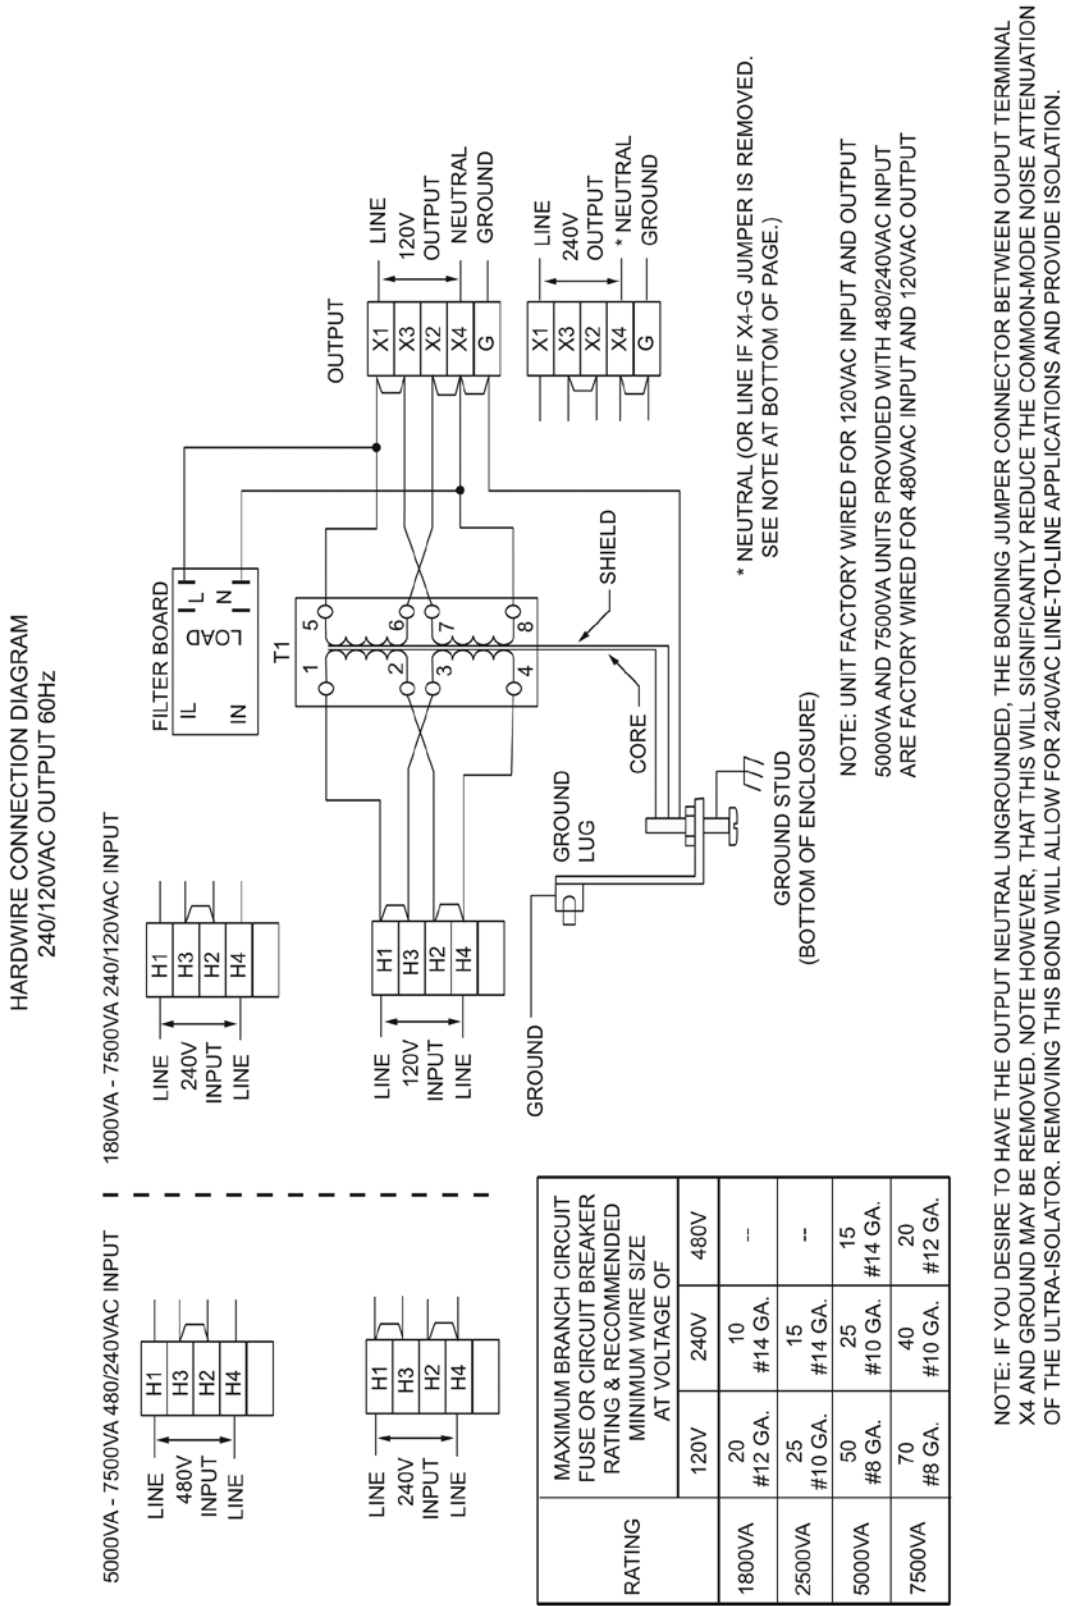 HARDWIRE CONNECTION DIAGRAM
240/120VAC OUTPUT 60Hz
5000VA - 7500VA 480/240VAC INPUT
1800VA - 7500VA 240/120VAC INPUT
LINE
480V
INPUT
LINE
H1
H3
H2
H4
LINE
240V
INPUT
LINE
H1
H3
H2
H4
LINE
240V
INPUT
LINE
H1
H3
H2
H4
LINE
120V
INPUT
LINE
H1
H3
H2
H4
FILTER BOARD
IL
IN
LOAD
L
N
T1
1
2
3
4
5
6
7
8
OUTPUT
X1
X3
X2
X4
G
LINE
120V
OUTPUT
NEUTRAL
GROUND
X1
X3
X2
X4
G
LINE
240V
OUTPUT
* NEUTRAL
GROUND
GROUND
GROUND
LUG
CORE
SHIELD
GROUND STUD
(BOTTOM OF ENCLOSURE)
* NEUTRAL (OR LINE IF X4-G JUMPER IS REMOVED.
SEE NOTE AT BOTTOM OF PAGE.)
NOTE: UNIT FACTORY WIRED FOR 120VAC INPUT AND OUTPUT
5000VA AND 7500VA UNITS PROVIDED WITH 480/240VAC INPUT
ARE FACTORY WIRED FOR 480VAC INPUT AND 120VAC OUTPUT
RATING
MAXIMUM BRANCH CIRCUIT
FUSE OR CIRCUIT BREAKER
RATING & RECOMMENDED
MINIMUM WIRE SIZE
AT VOLTAGE OF
120V 240V 480V
1800VA 20 #12 GA. 10 #14 GA. --
2500VA 25 #10 GA. 15 #14 GA. --
5000VA 50 #8 GA. 25 #10 GA. 15 #14 GA.
7500VA 70 #8 GA. 40 #10 GA. 20 #12 GA.
NOTE: IF YOU DESIRE TO HAVE THE OUTPUT NEUTRAL UNGROUNDED, THE BONDING JUMPER CONNECTOR BETWEEN OUPUT TERMINAL
X4 AND GROUND MAY BE REMOVED. NOTE HOWEVER, THAT THIS WILL SIGNIFICANTLY REDUCE THE COMMON-MODE NOISE ATTENUATION
OF THE ULTRA-ISOLATOR. REMOVING THIS BOND WILL ALLOW FOR 240VAC LINE-TO-LINE APPLICATIONS AND PROVIDE ISOLATION.